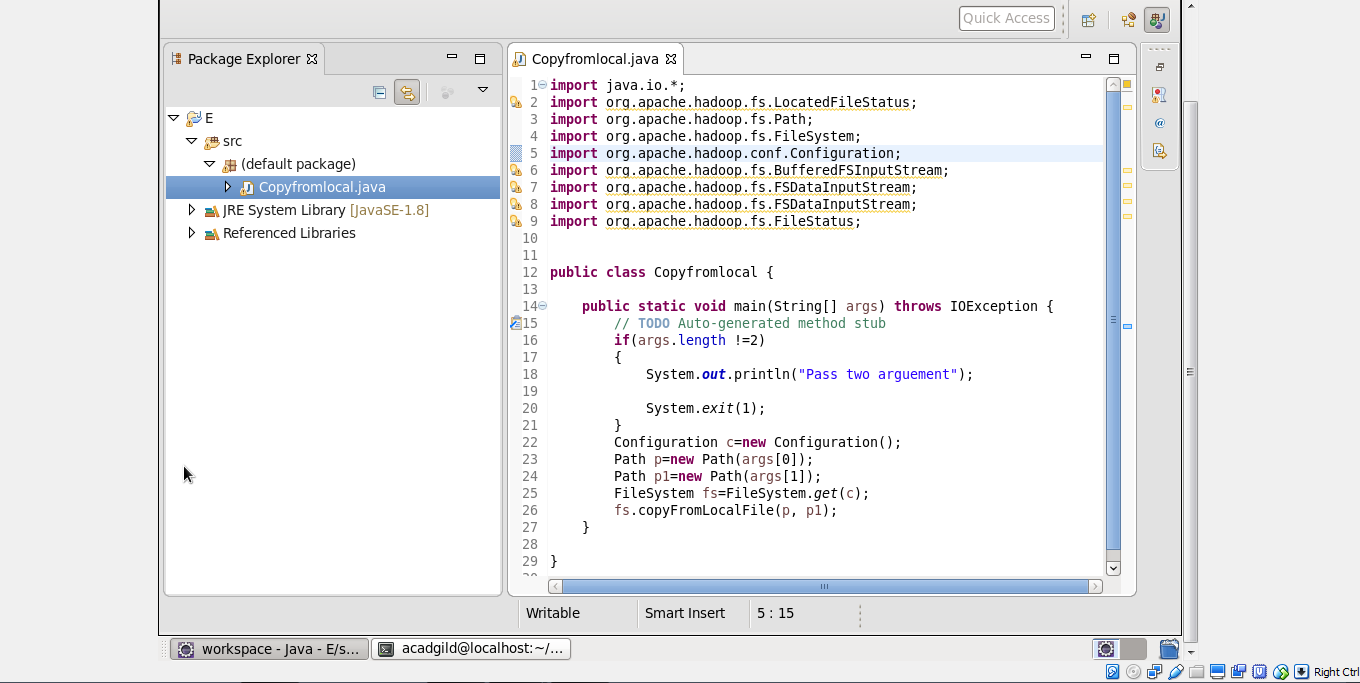 Quick Access
Package Explorer
Copyfromlocal.java
E
src
(default package)
Copyfromlocal.java
JRE System Library [JavaSE-1.8]
Referenced Libraries
1 import java.io.*;
2 import org.apache.hadoop.fs.LocatedFileStatus;
3 import org.apache.hadoop.fs.Path;
4 import org.apache.hadoop.fs.FileSystem;
5 import org.apache.hadoop.conf.Configuration;
6 import org.apache.hadoop.fs.BufferedFSInputStream;
7 import org.apache.hadoop.fs.FSDataInputStream;
8 import org.apache.hadoop.fs.FSDataInputStream;
9 import org.apache.hadoop.fs.FileStatus;
10
11
12 public class Copyfromlocal {
13
14 public static void main(String[] args) throws IOException {
15 // TODO Auto-generated method stub
16 if(args.length !=2)
17 {
18 System.out.println("Pass two arguement");
19
20 System.exit(1);
21 }
22 Configuration c=new Configuration();
23 Path p=new Path(args[0]);
24 Path p1=new Path(args[1]);
25 FileSystem fs=FileSystem.get(c);
26 fs.copyFromLocalFile(p, p1);
27 }
28
29 }
Writable
Smart Insert
5 : 15
workspace - Java - E/s...
acadgild@localhost:~/...
Right Ctrl